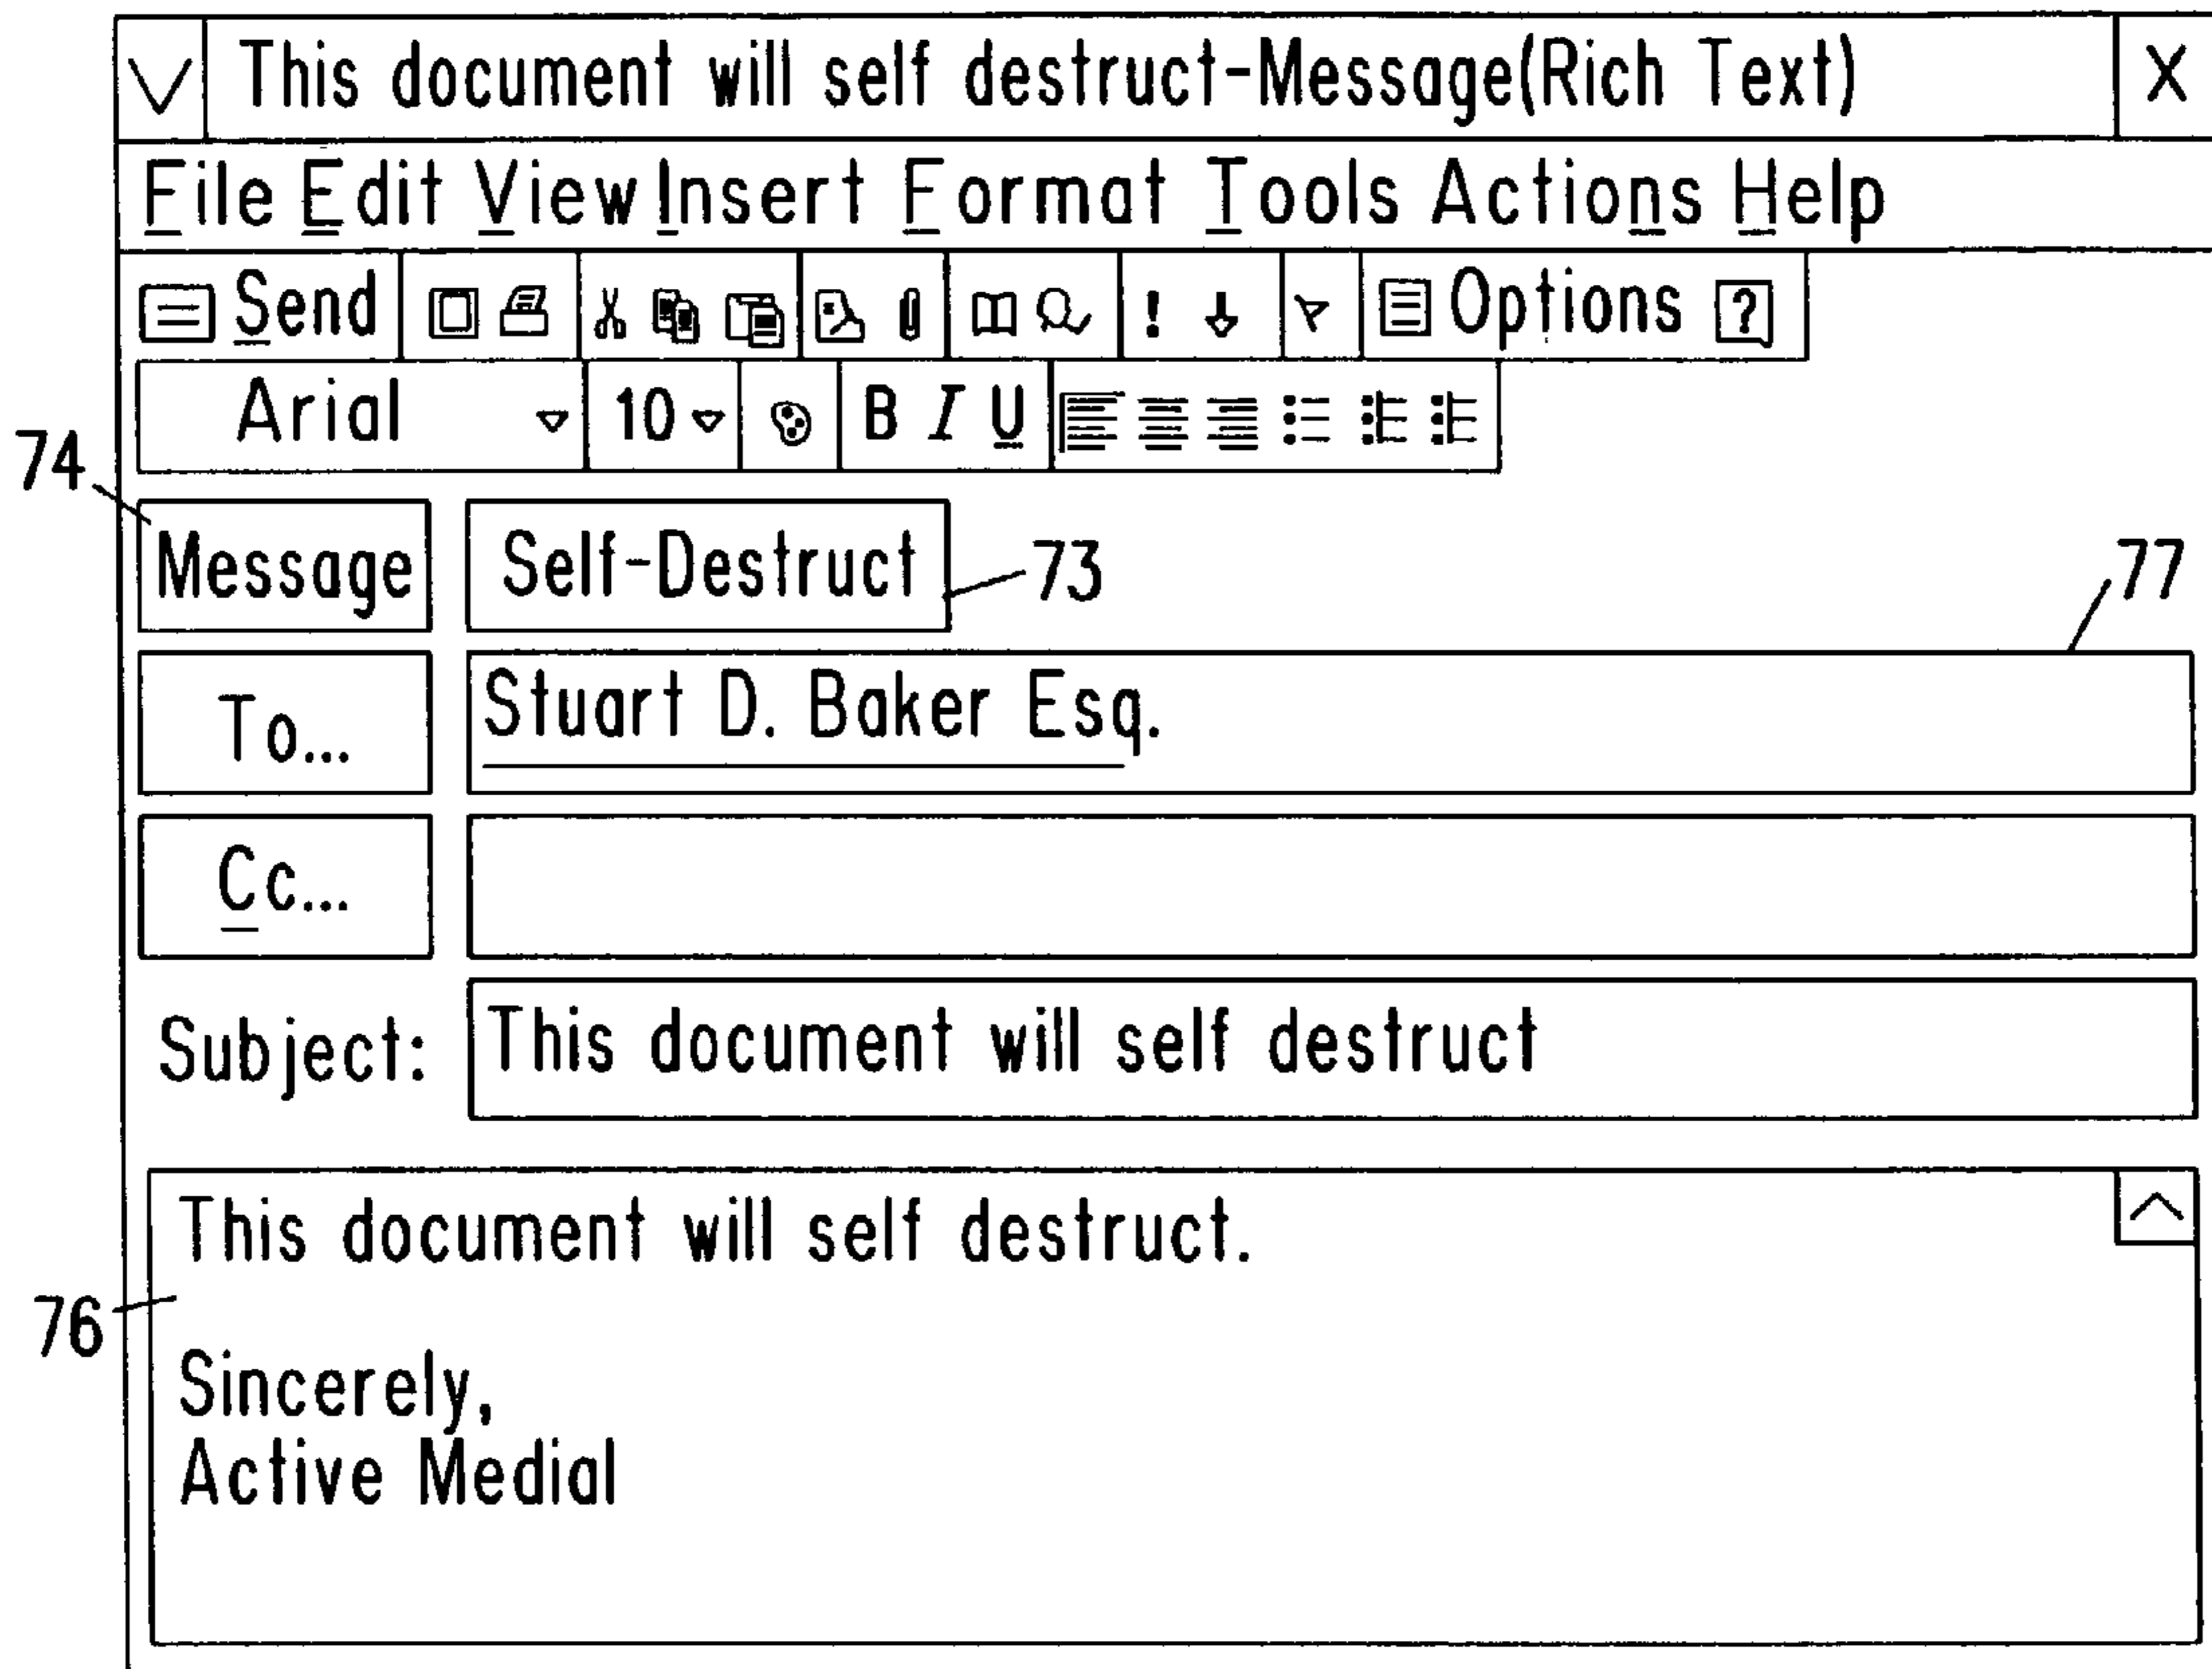 This document will self destruct-Message(Rich Text) X
File Edit View Insert Format Tools Actions Help
Send ! Options ?
Arial 10 B I U
74
Message Self-Destruct 73 77
To... Stuart D. Baker Esq.
Cc...
Subject: This document will self destruct
This document will self destruct.
76
Sincerely,
Active Medial